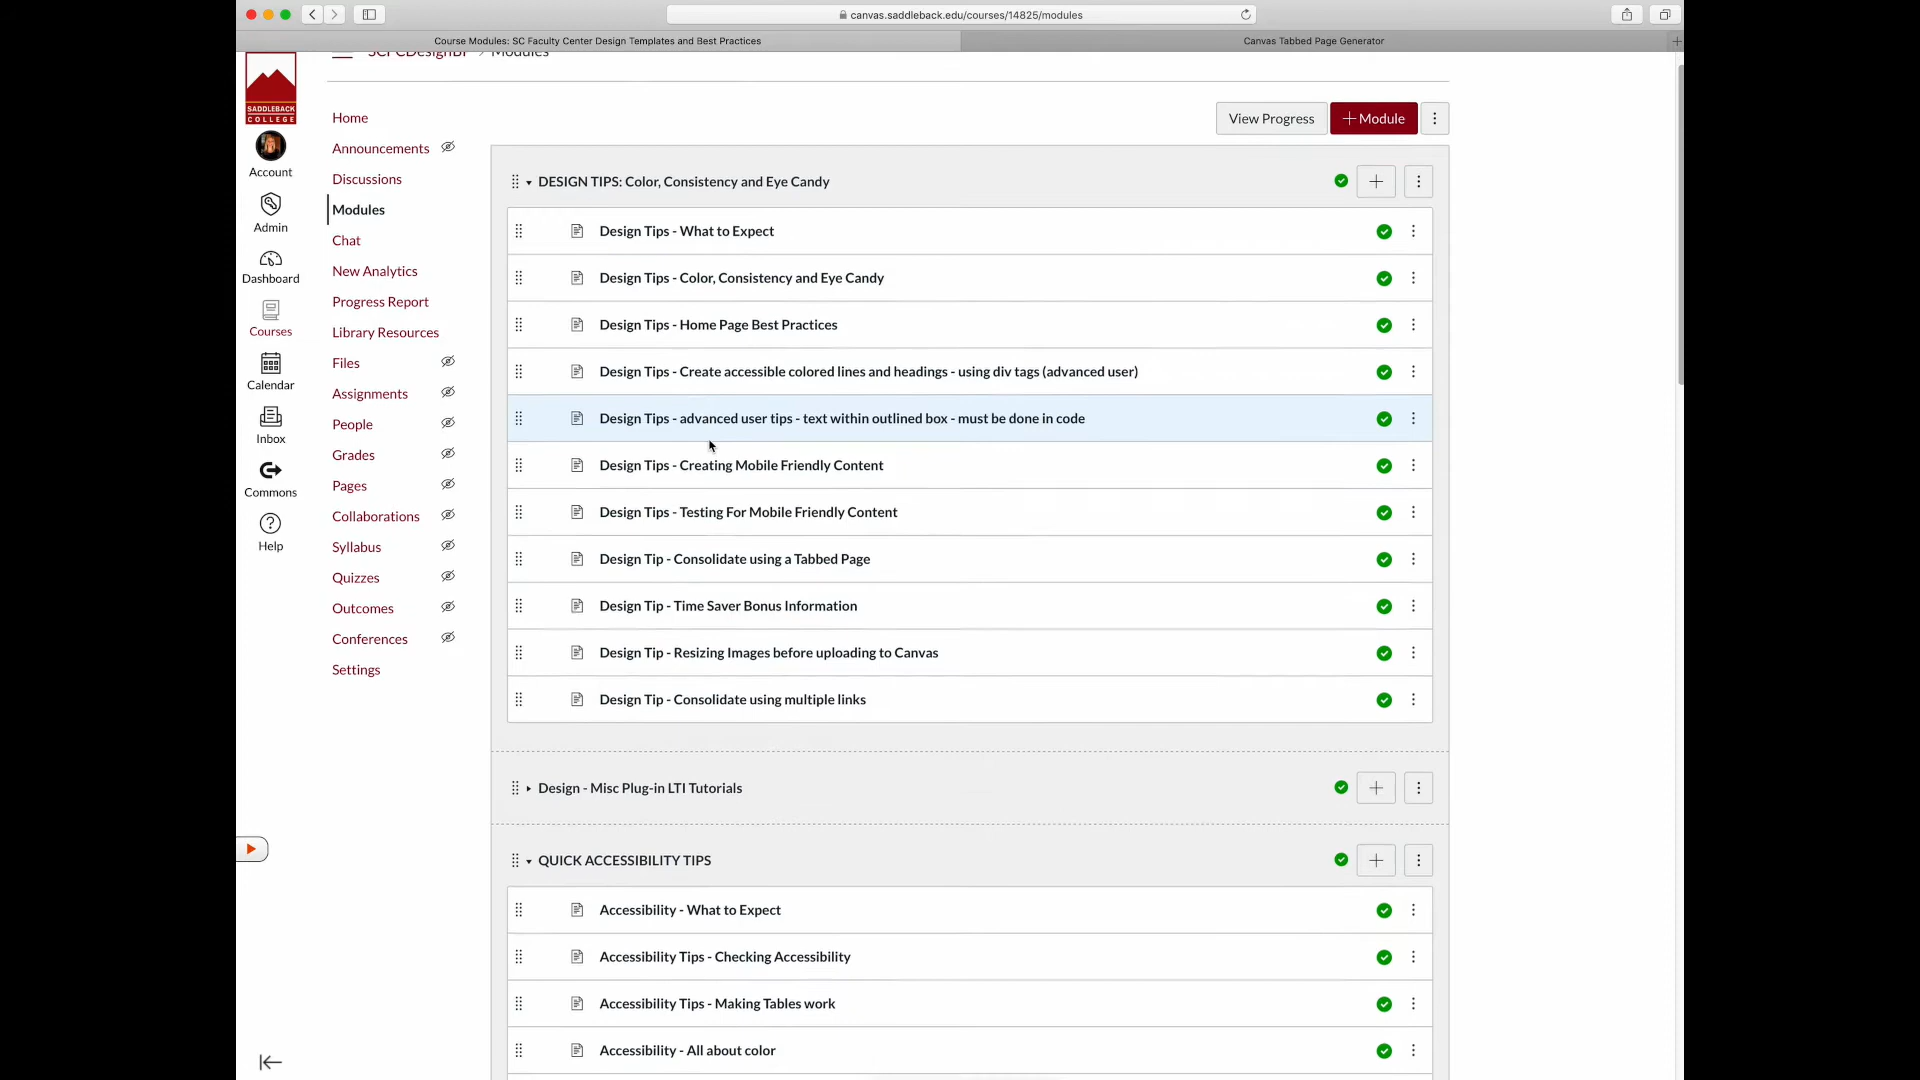 canvas.saddleback.edu/courses/14825/modules
Course Modules: SC Faculty Center Design Templates and Best Practices
Canvas Tabbed Page Generator
SCFCDesignBP > Modules
SADDLEBACK
COLLEGE
Account
Admin
Dashboard
Courses
Calendar
Inbox
Commons
Help
Home
Announcements
Discussions
Modules
Chat
New Analytics
Progress Report
Library Resources
Files
Assignments
People
Grades
Pages
Collaborations
Syllabus
Quizzes
Outcomes
Conferences
Settings
View Progress
+ Module
DESIGN TIPS: Color, Consistency and Eye Candy
Design Tips - What to Expect
Design Tips - Color, Consistency and Eye Candy
Design Tips - Home Page Best Practices
Design Tips - Create accessible colored lines and headings - using div tags (advanced user)
Design Tips - advanced user tips - text within outlined box - must be done in code
Design Tips - Creating Mobile Friendly Content
Design Tips - Testing For Mobile Friendly Content
Design Tip - Consolidate using a Tabbed Page
Design Tip - Time Saver Bonus Information
Design Tip - Resizing Images before uploading to Canvas
Design Tip - Consolidate using multiple links
Design - Misc Plug-in LTI Tutorials
QUICK ACCESSIBILITY TIPS
Accessibility - What to Expect
Accessibility Tips - Checking Accessibility
Accessibility Tips - Making Tables work
Accessibility - All about color